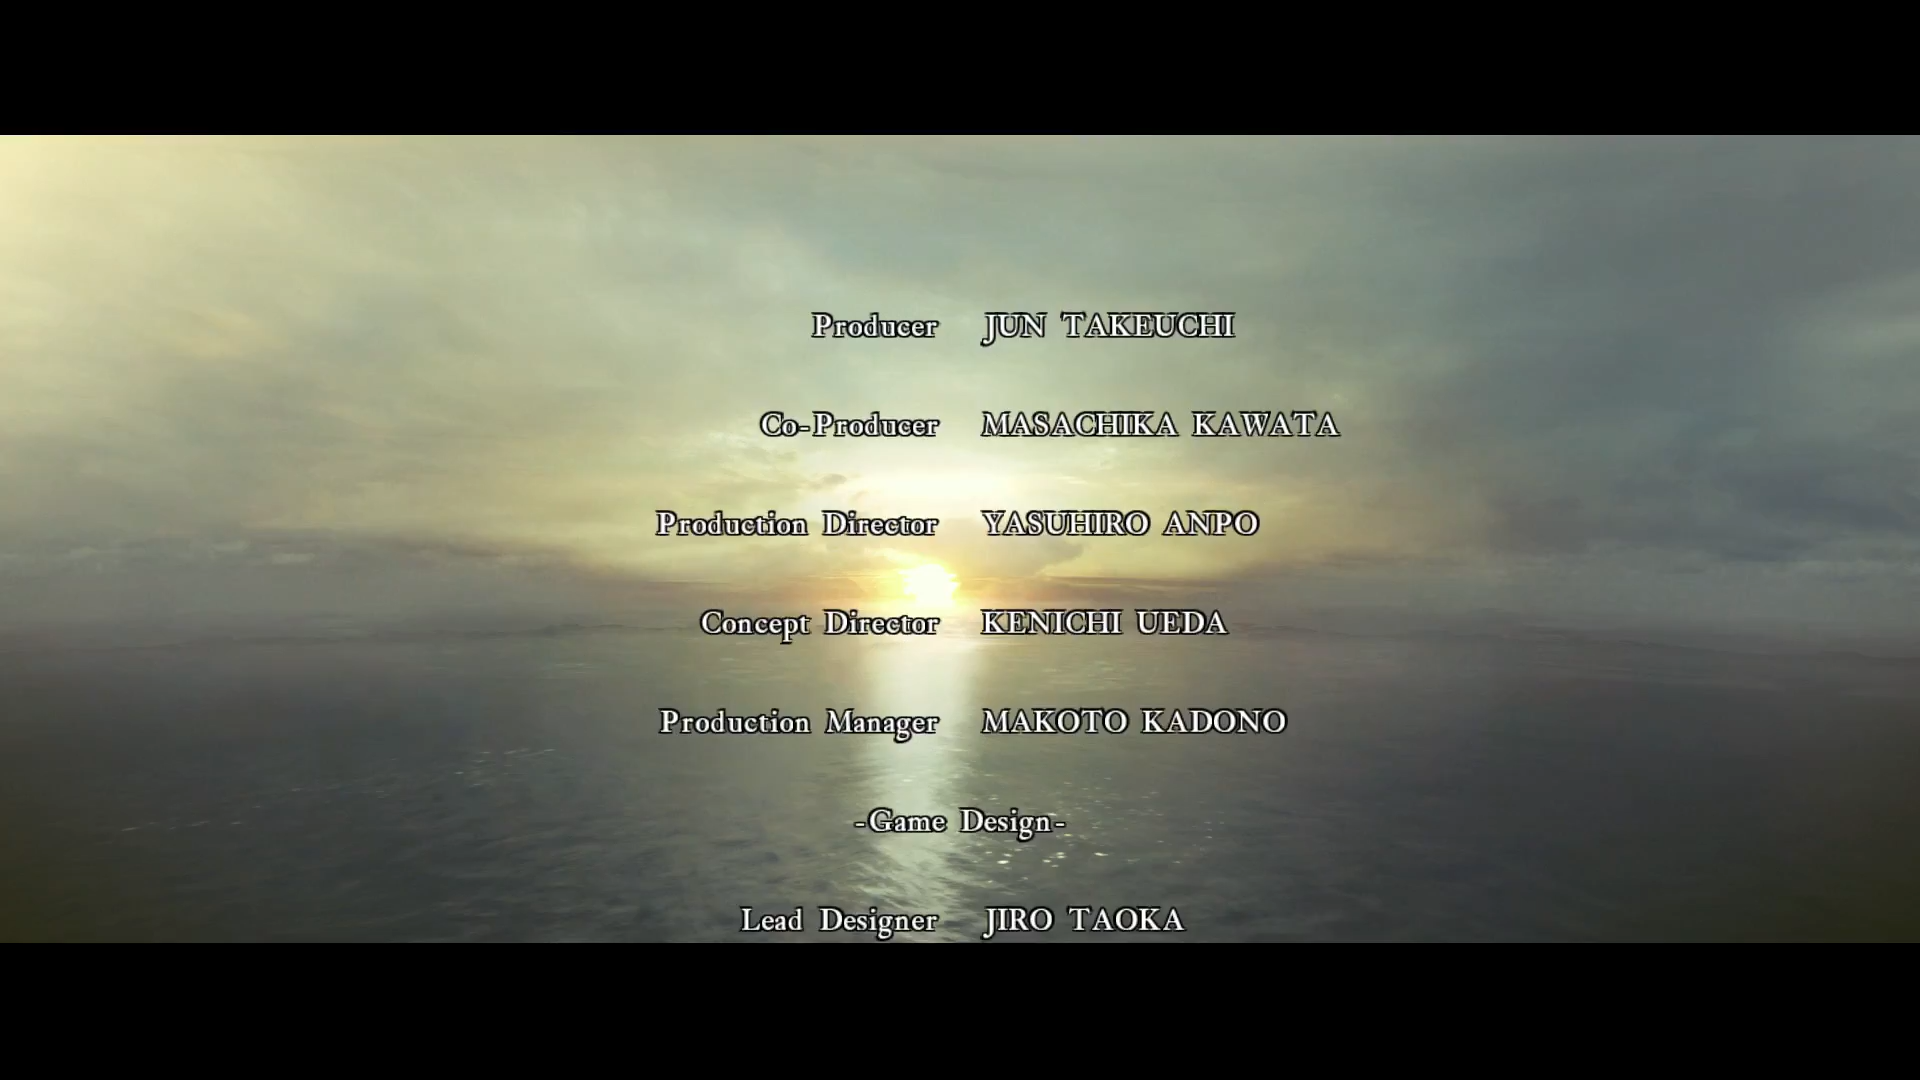 Producer JUN TAKEUCHI
Co-Producer MASACHIKA KAWATA
Production Director YASUHIRO ANPO
Concept Director KENICHI UEDA
Production Manager MAKOTO KADONO
-Game Design-
Lead Designer JIRO TAOKA